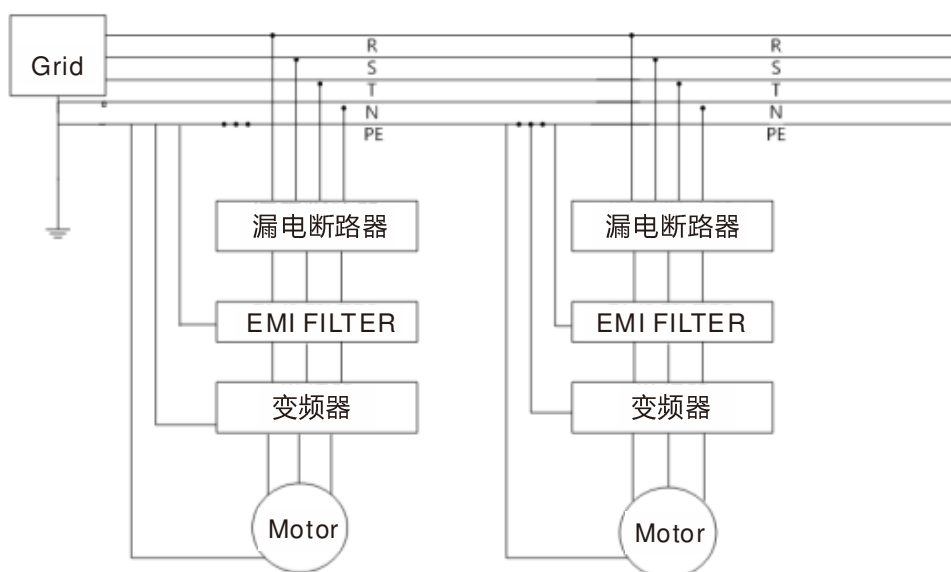 Grid
R R
S S
T T
N N
PE PE
漏电断路器 漏电断路器
EMI FILTER EMI FILTER
变频器 变频器
Motor Motor